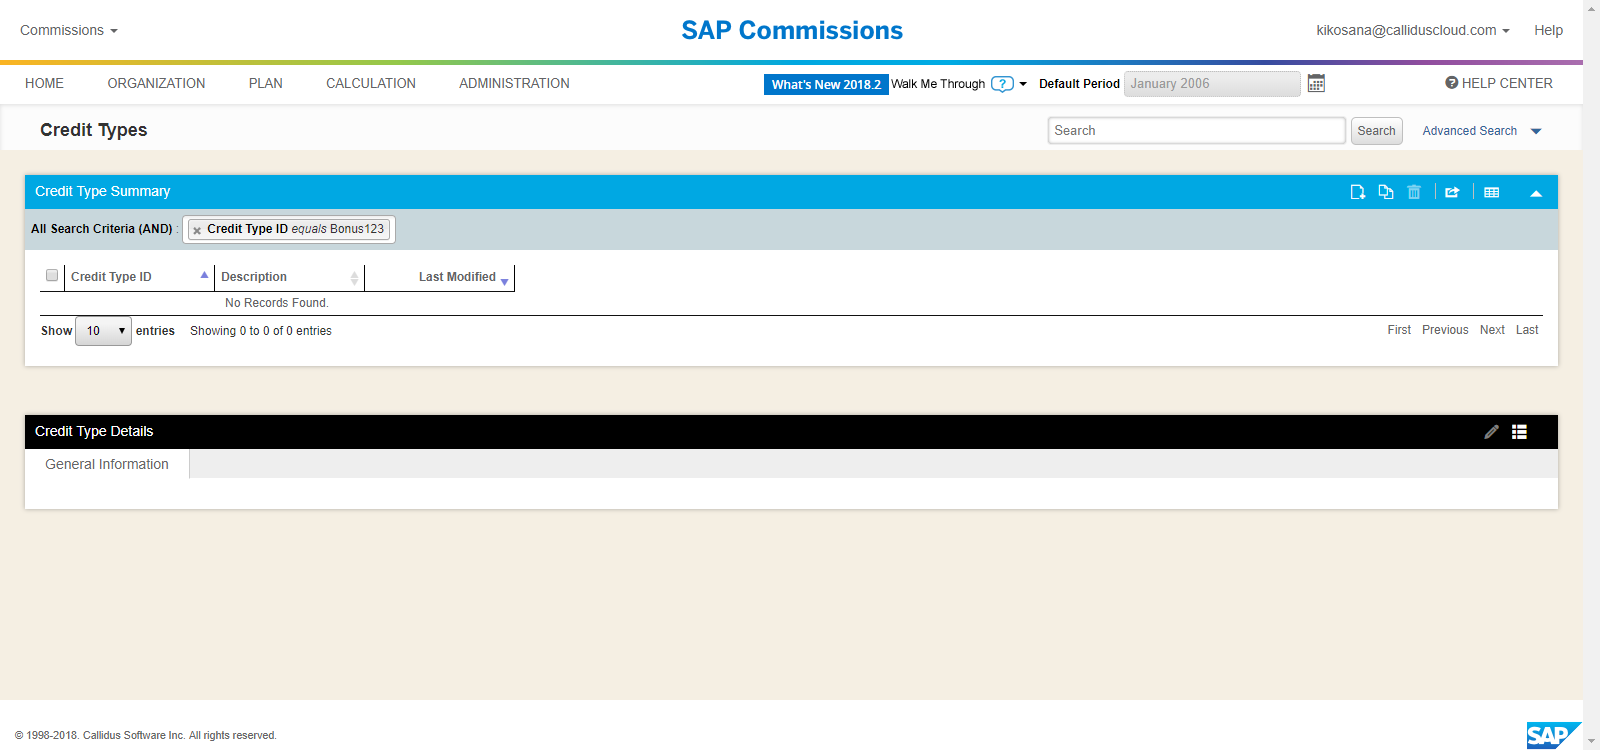 Commissions
SAP Commissions
kikosana@calliduscloud.com
Help
HOME ORGANIZATION PLAN CALCULATION ADMINISTRATION
What's New 2018.2 Walk Me Through ? Default Period January 2006
HELP CENTER
Credit Types
Search Search Advanced Search
Credit Type Summary
All Search Criteria (AND) : Credit Type ID equals Bonus123
Credit Type ID Description Last Modified
No Records Found.
Show 10 entries Showing 0 to 0 of 0 entries
First Previous Next Last
Credit Type Details
General Information
© 1998-2018. Callidus Software Inc. All rights reserved.
SAP